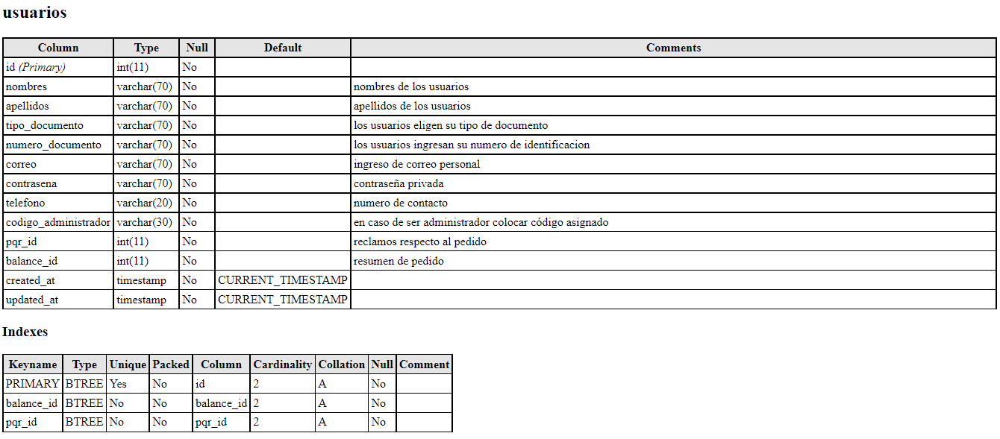 usuarios
Column Type Null Default Comments
id (Primary) int(11) No
nombres varchar(70) No nombres de los usuarios
apellidos varchar(70) No apellidos de los usuarios
tipo_documento varchar(70) No los usuarios eligen su tipo de documento
numero_documento varchar(70) No los usuarios ingresan su numero de identificacion
correo varchar(70) No ingreso de correo personal
contrasena varchar(70) No contraseña privada
telefono varchar(20) No numero de contacto
codigo_administrador varchar(30) No en caso de ser administrador colocar código asignado
pqr_id int(11) No reclamos respecto al pedido
balance_id int(11) No resumen de pedido
created_at timestamp No CURRENT_TIMESTAMP
updated_at timestamp No CURRENT_TIMESTAMP
Indexes
Keyname Type Unique Packed Column Cardinality Collation Null Comment
PRIMARY BTREE Yes No id 2 A No
balance_id BTREE No No balance_id 2 A No
pqr_id BTREE No No pqr_id 2 A No